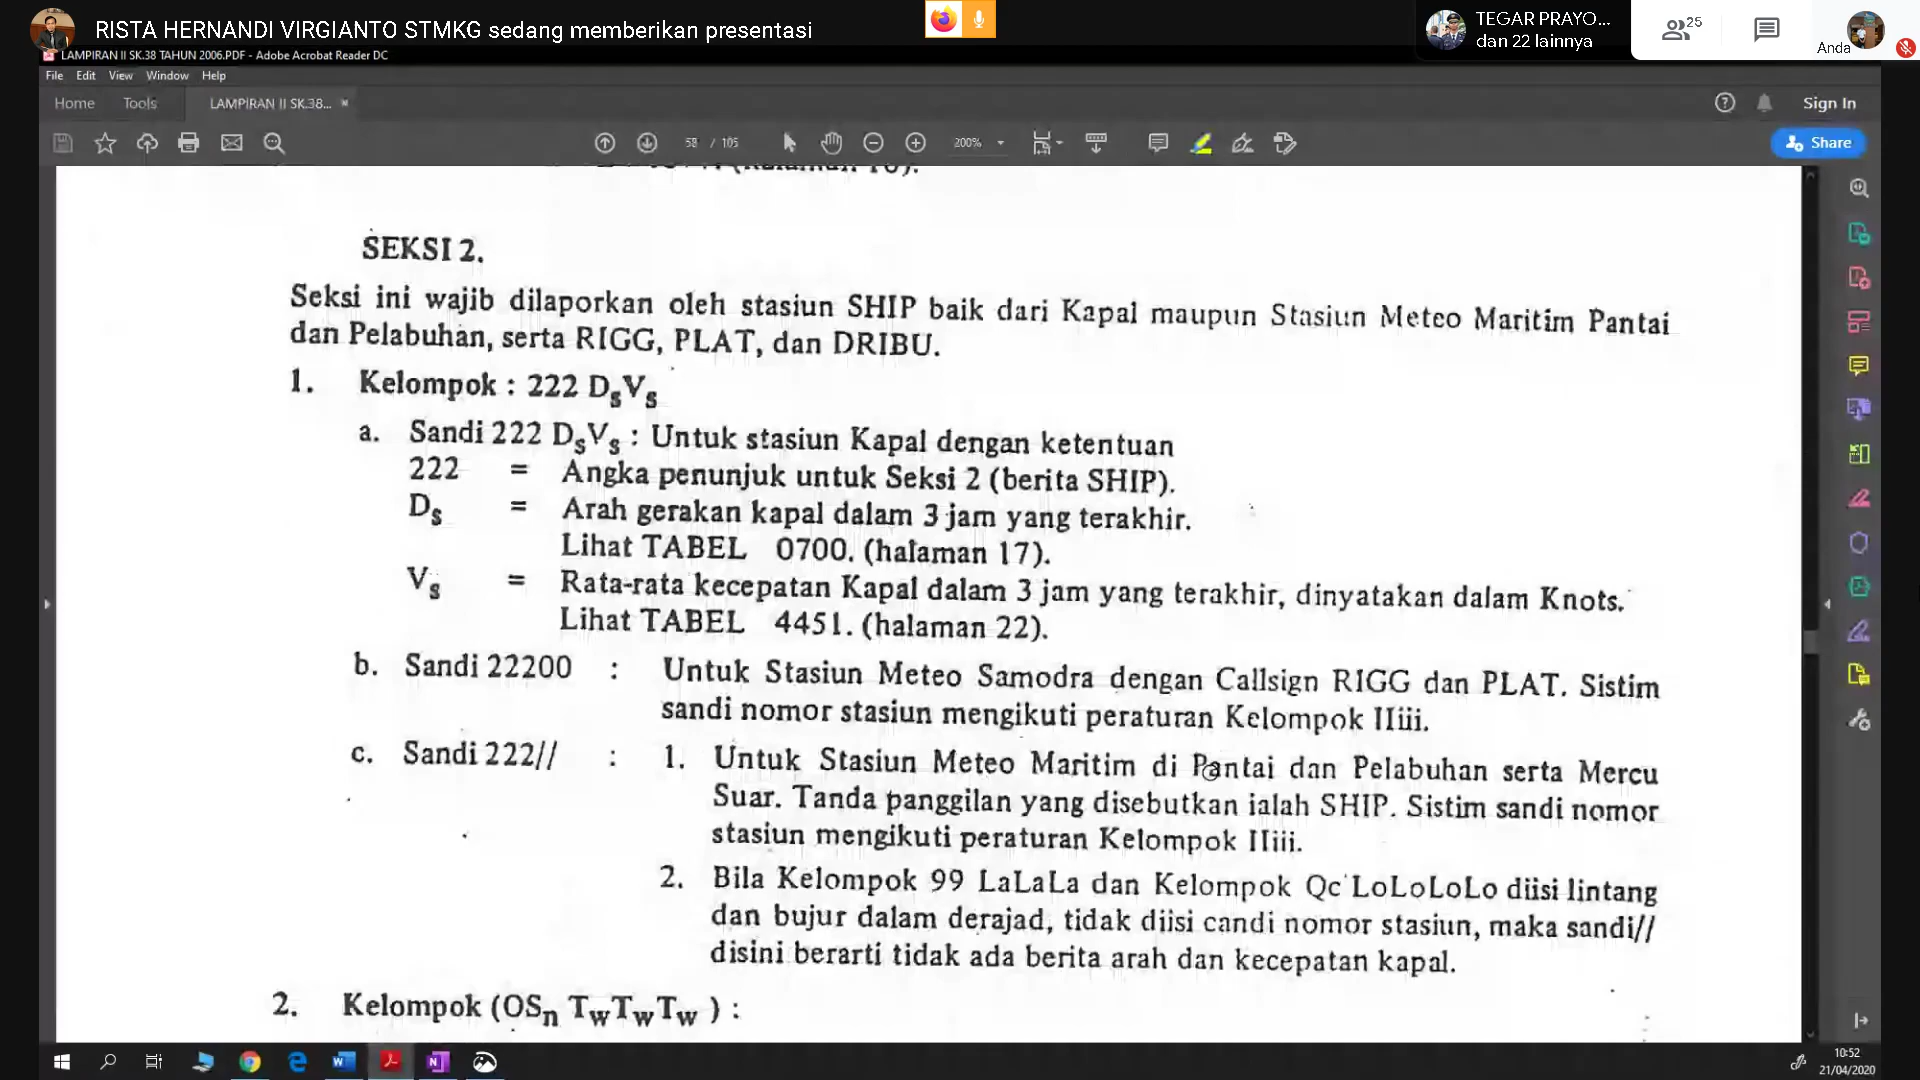 RISTA HERNANDI VIRGIANTO STMKG sedang memberikan presentasi
TEGAR PRAYO...
dan 22 lainnya
25
Anda
LAMPIRAN II SK.38 TAHUN 2006.PDF - Adobe Acrobat Reader DC
File Edit View Window Help
Home Tools LAMPIRAN II SK.38... × Sign In
58 / 105 200% Share
SEKSI 2.
Seksi ini wajib dilaporkan oleh stasiun SHIP baik dari Kapal maupun Stasiun Meteo Maritim Pantai
dan Pelabuhan, serta RIGG, PLAT, dan DRIBU.
1. Kelompok : 222 DsVs
a. Sandi 222 DsVs : Untuk stasiun Kapal dengan ketentuan
222 = Angka penunjuk untuk Seksi 2 (berita SHIP).
Ds = Arah gerakan kapal dalam 3 jam yang terakhir.
Lihat TABEL 0700. (halaman 17).
Vs = Rata-rata kecepatan Kapal dalam 3 jam yang terakhir, dinyatakan dalam Knots.
Lihat TABEL 4451. (halaman 22).
b. Sandi 22200 : Untuk Stasiun Meteo Samodra dengan Callsign RIGG dan PLAT. Sistim
sandi nomor stasiun mengikuti peraturan Kelompok IIiii.
c. Sandi 222// : 1. Untuk Stasiun Meteo Maritim di Pantai dan Pelabuhan serta Mercu
Suar. Tanda panggilan yang disebutkan ialah SHIP. Sistim sandi nomor
stasiun mengikuti peraturan Kelompok IIiii.
2. Bila Kelompok 99 LaLaLa dan Kelompok Qc LoLoLoLo diisi lintang
dan bujur dalam derajad, tidak diisi candi nomor stasiun, maka sandi//
disini berarti tidak ada berita arah dan kecepatan kapal.
2. Kelompok (OSn TwTwTw ) :
10:52
21/04/2020